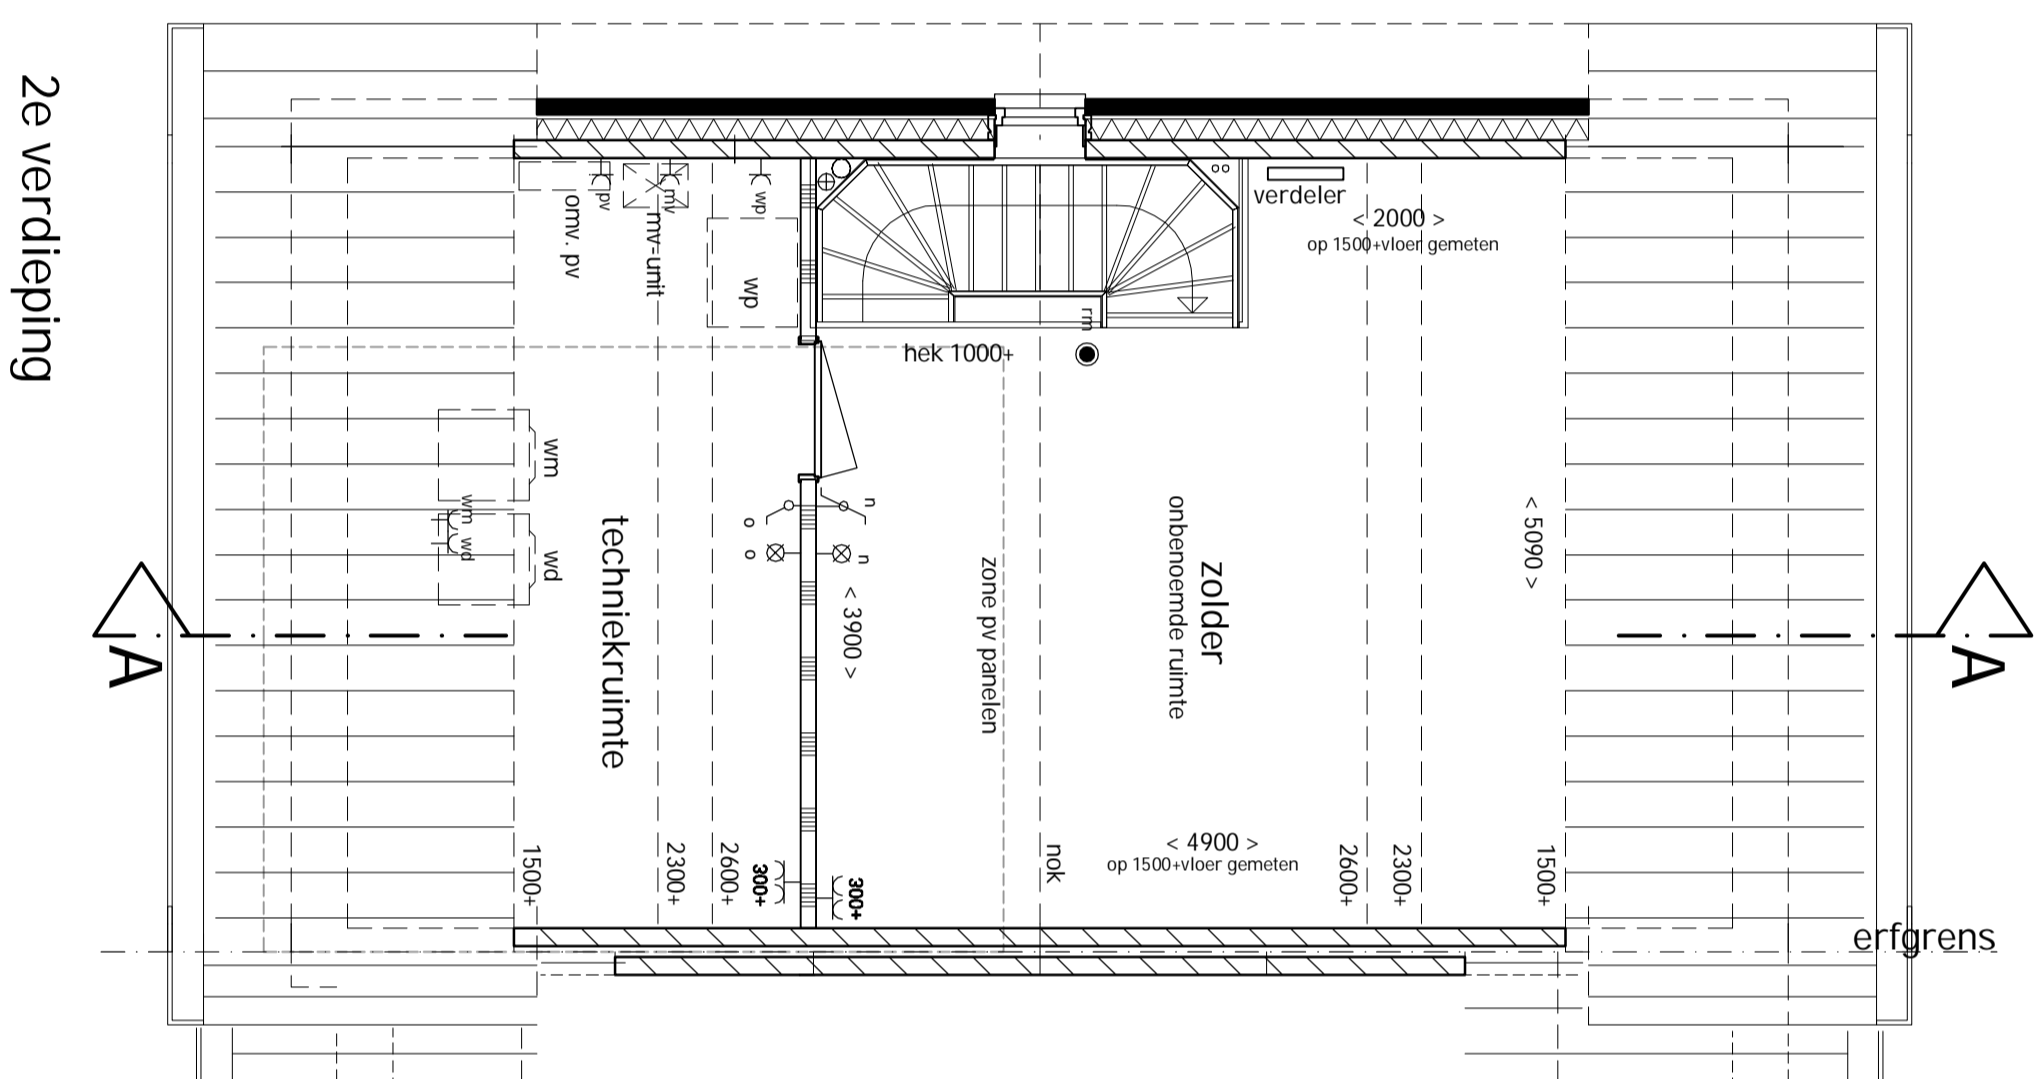 2e verdieping
omv. pv
pv
mv
mv-unit
wp
wp
verdeler
< 2000 >
op 1500+vloer gemeten
rm
hek 1000+
wm
wm
wd
wd
techniekruimte
n
o
o
n
< 3900 >
zone pv panelen
zolder
onbenoemde ruimte
< 5090 >
A
A
1500+
2300+
2600+
300+
300+
nok
< 4900 >
op 1500+vloer gemeten
2600+
2300+
1500+
erfgrens